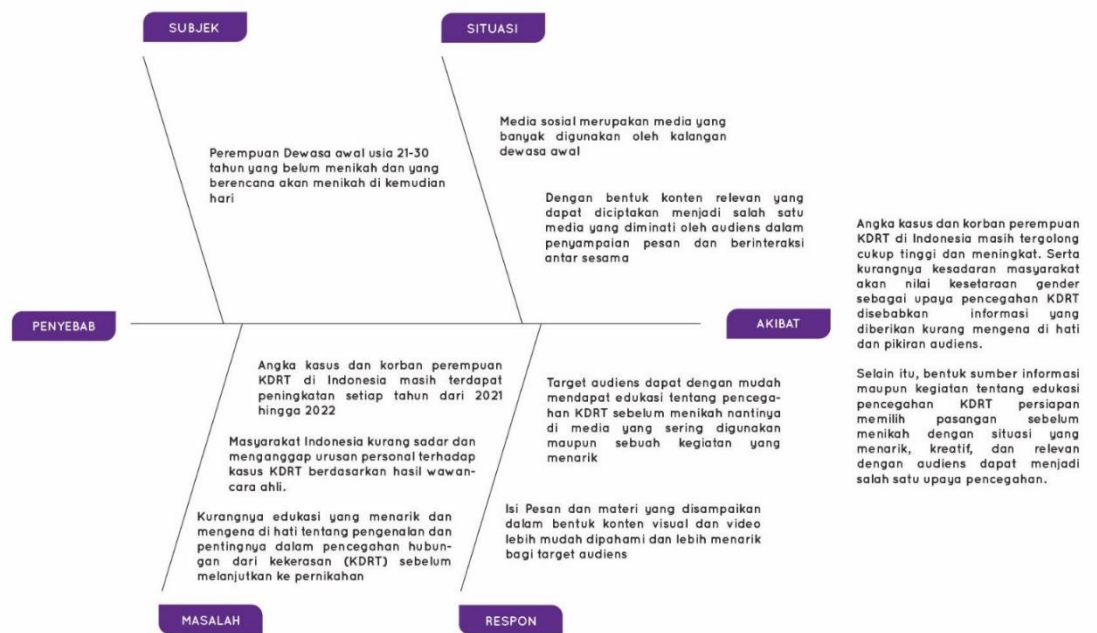 SUBJEK
SITUASI
Perempuan Dewasa awal usia 21-30
tahun yang belum menikah dan yang
berencana akan menikah di kemudian
hari
Media sosial merupakan media yang
banyak digunakan oleh kalangan
dewasa awal
Dengan bentuk konten relevan yang
dapat diciptakan menjadi salah satu
media yang diminati oleh audiens dalam
penyampaian pesan dan berinteraksi
antar sesama
PENYEBAB
AKIBAT
Angka kasus dan korban perempuan
KDRT di Indonesia masih tergolong
cukup tinggi dan meningkat. Serta
kurangnya kesadaran masyarakat
akan nilai kesetaraan gender
sebagai upaya pencegahan KDRT
disebabkan informasi yang
diberikan kurang mengena di hati
dan pikiran audiens.
Selain itu, bentuk sumber informasi
maupun kegiatan tentang edukasi
pencegahan KDRT persiapan
memilih pasangan sebelum
menikah dengan situasi yang
menarik, kreatif, dan relevan
dengan audiens dapat menjadi
salah satu upaya pencegahan.
Angka kasus dan korban perempuan
KDRT di Indonesia masih terdapat
peningkatan setiap tahun dari 2021
hingga 2022
Masyarakat Indonesia kurang sadar dan
menganggap urusan personal terhadap
kasus KDRT berdasarkan hasil wawan-
cara ahli.
Kurangnya edukasi yang menarik dan
mengena di hati tentang pengenalan dan
pentingnya dalam pencegahan hubun-
gan dari kekerasan (KDRT) sebelum
melanjutkan ke pernikahan
Target audiens dapat dengan mudah
mendapat edukasi tentang pencega-
han KDRT sebelum menikah nantinya
di media yang sering digunakan
maupun sebuah kegiatan yang
menarik
Isi Pesan dan materi yang disampaikan
dalam bentuk konten visual dan video
lebih mudah dipahami dan lebih menarik
bagi target audiens
MASALAH
RESPON